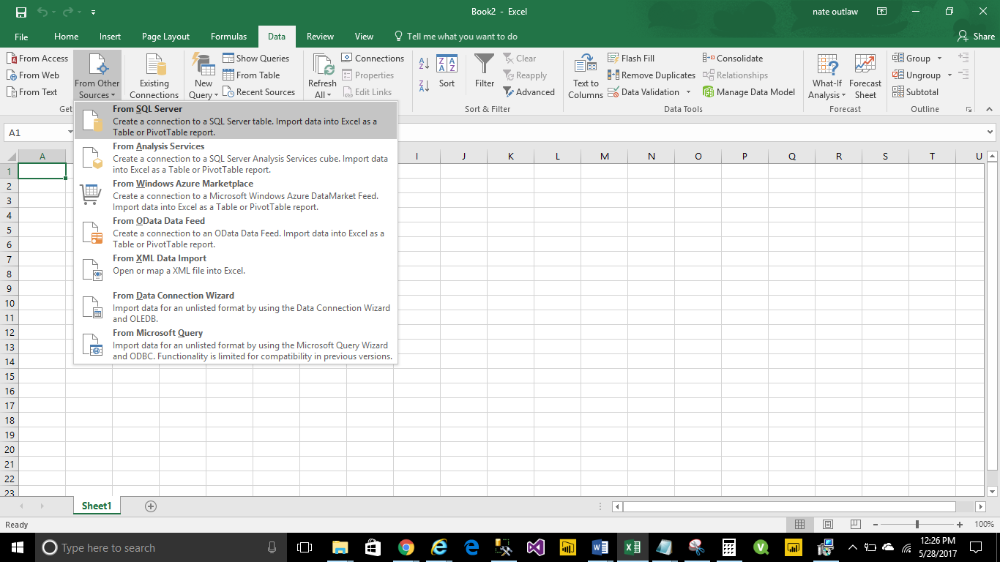 Book2 - Excel
nate outlaw
File Home Insert Page Layout Formulas Data Review View Tell me what you want to do Share
From Access
From Web
From Text
From Other
Sources
Existing
Connections
New
Query
Show Queries
From Table
Recent Sources
Refresh
All
Connections
Properties
Edit Links
Sort
Filter
Clear
Reapply
Advanced
Text to
Columns
Flash Fill
Remove Duplicates
Data Validation
Consolidate
Relationships
Manage Data Model
What-If
Analysis
Forecast
Sheet
Group
Ungroup
Subtotal
Get
Sort & Filter
Data Tools
Forecast
Outline
A1
From SQL Server
Create a connection to a SQL Server table. Import data into Excel as a
Table or PivotTable report.
From Analysis Services
Create a connection to a SQL Server Analysis Services cube. Import data
into Excel as a Table or PivotTable report.
From Windows Azure Marketplace
Create a connection to a Microsoft Windows Azure DataMarket Feed.
Import data into Excel as a Table or PivotTable report.
From OData Data Feed
Create a connection to an OData Data Feed. Import data into Excel as a
Table or PivotTable report.
From XML Data Import
Open or map a XML file into Excel.
From Data Connection Wizard
Import data for an unlisted format by using the Data Connection Wizard
and OLEDB.
From Microsoft Query
Import data for an unlisted format by using the Microsoft Query Wizard
and ODBC. Functionality is limited for compatibility in previous versions.
A I J K L M N O P Q R S T U
1
2
3
4
5
6
7
8
9
10
11
12
13
14
15
16
17
18
19
20
21
22
23
Sheet1
Ready
100%
Type here to search
12:26 PM
5/28/2017